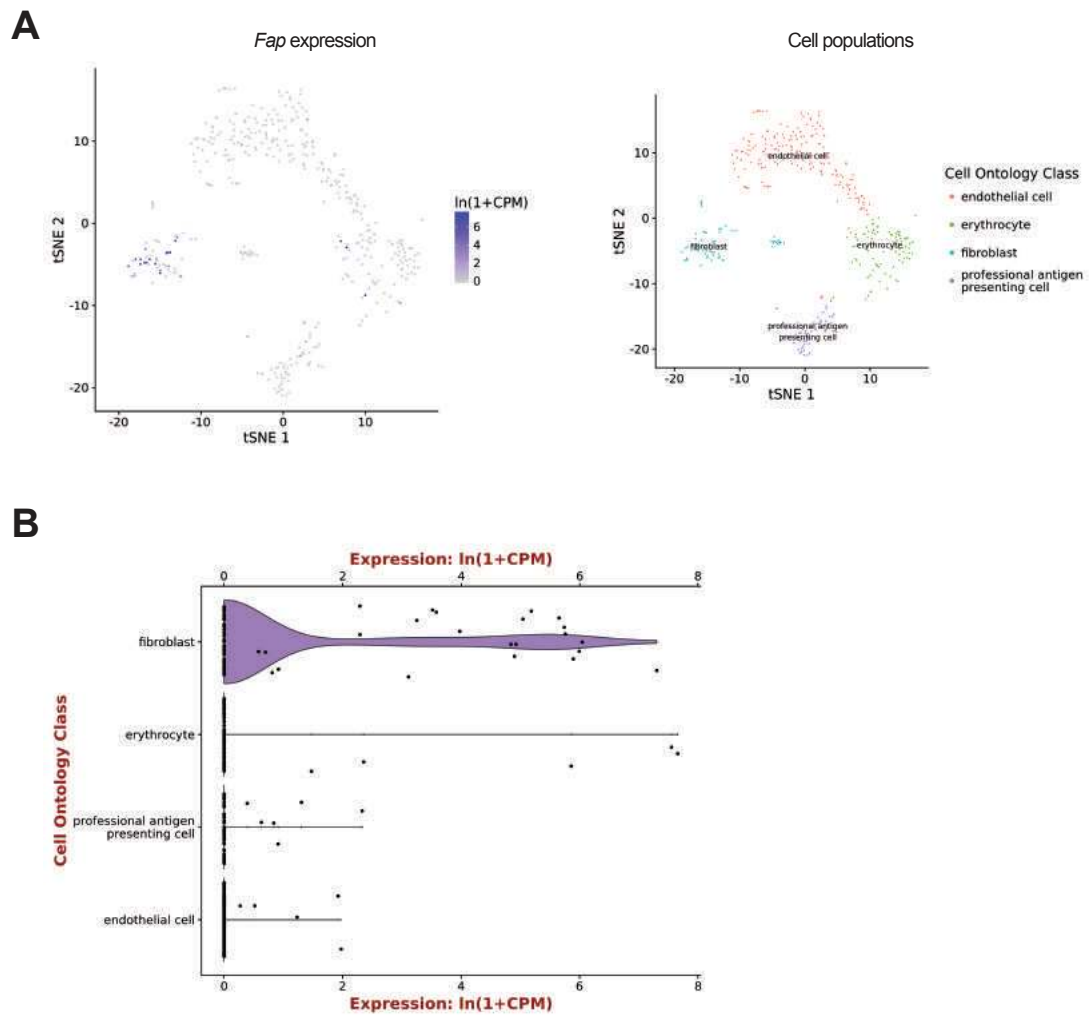 A
Fap expression
Cell populations
10
0
-10
-20
tSNE 2
-20
-10
0
10
tSNE 1
ln(1+CPM)
6
4
2
0
10
0
-10
-20
tSNE 2
endothelial cell
fibroblast
erythrocyte
professional antigen
presenting cell
-20
-10
0
10
tSNE 1
Cell Ontology Class
endothelial cell
erythrocyte
fibroblast
professional antigen
presenting cell
B
Expression: ln(1+CPM)
0
2
4
6
8
Cell Ontology Class
fibroblast
erythrocyte
professional antigen
presenting cell
endothelial cell
0
2
4
6
8
Expression: ln(1+CPM)